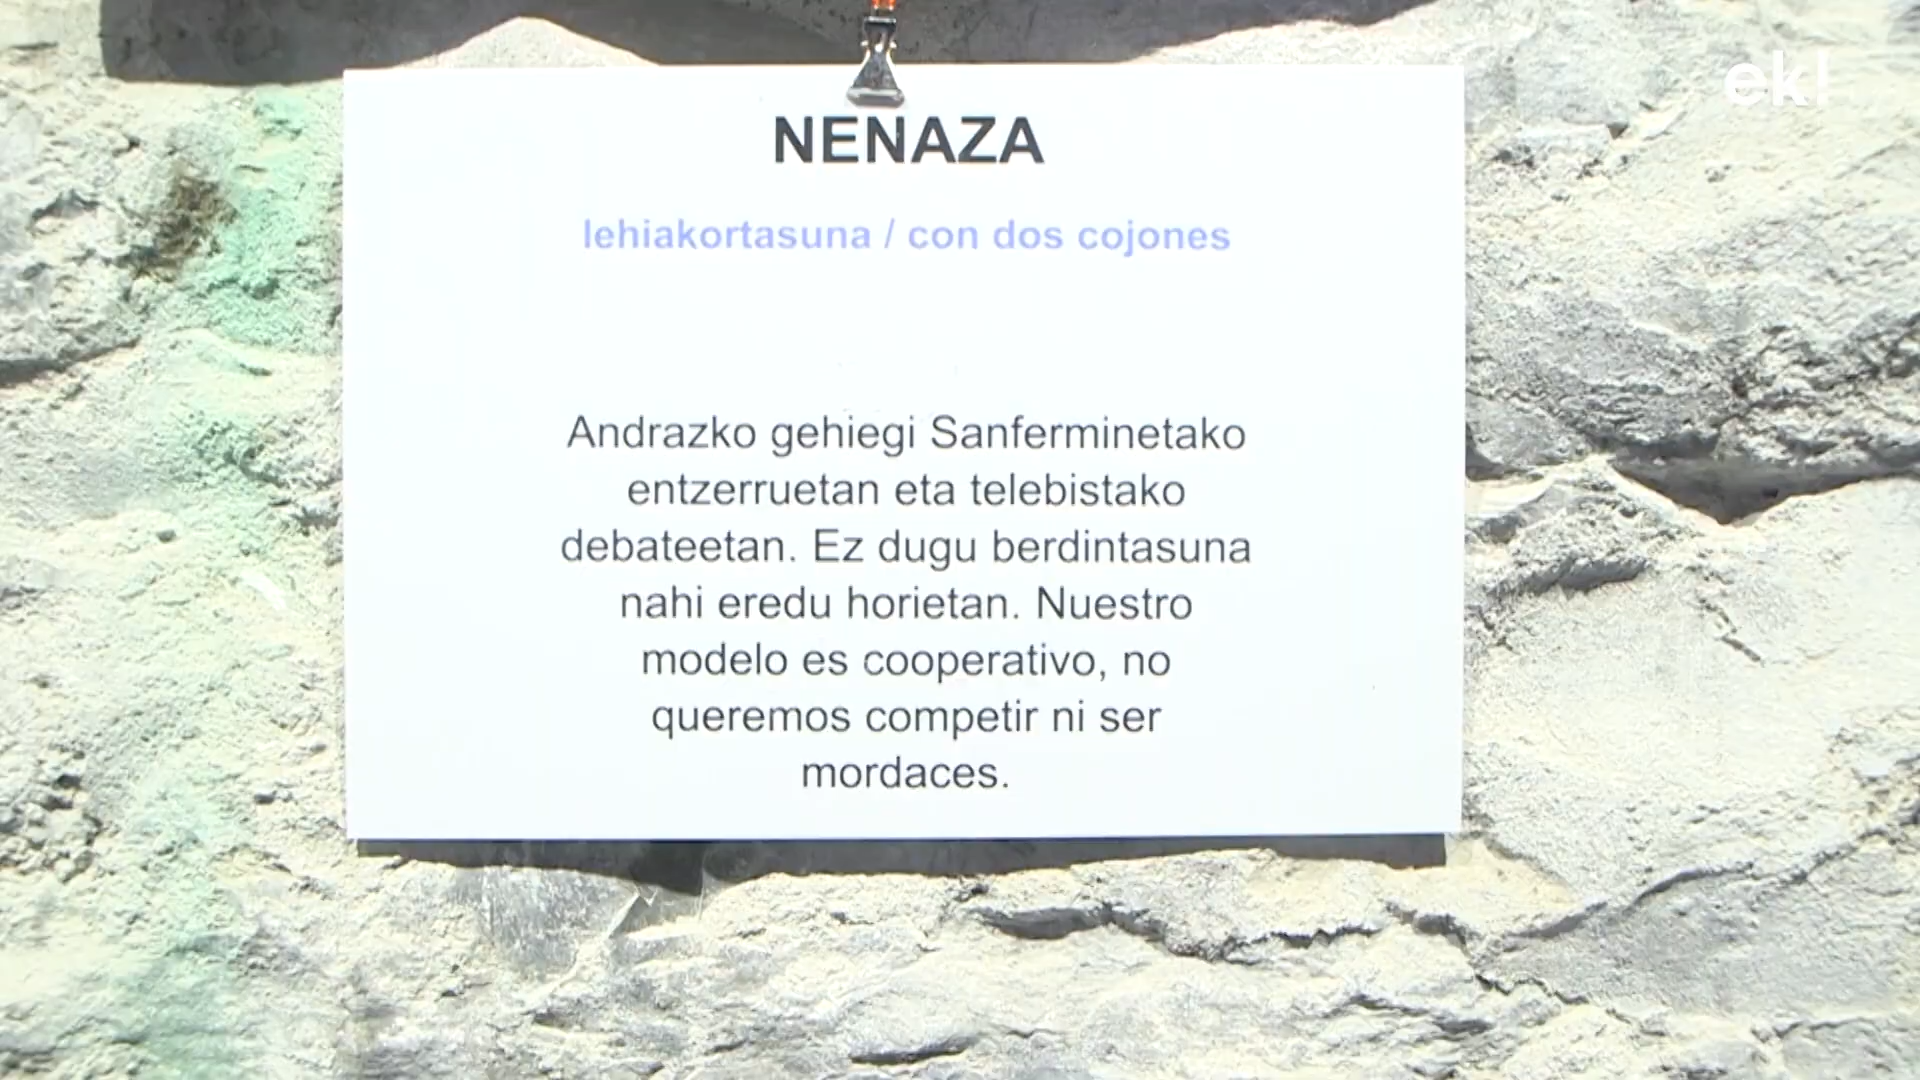 ek!
NENAZA
lehiakortasuna / con dos cojones
Andrazko gehiegi Sanferminetako
entzerruetan eta telebistako
debateetan. Ez dugu berdintasuna
nahi eredu horietan. Nuestro
modelo es cooperativo, no
queremos competir ni ser
mordaces.